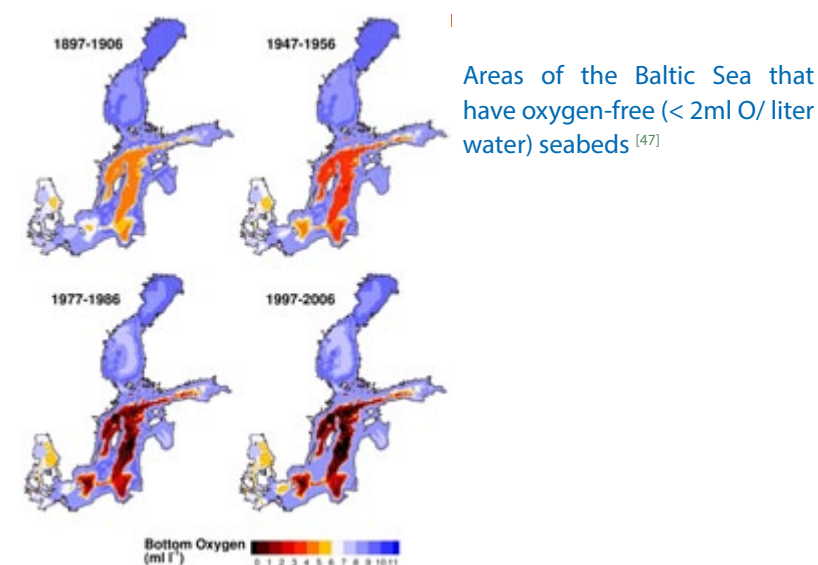 1897-1906
1947-1956
Areas of the Baltic Sea that
have oxygen-free (< 2ml O/ liter
water) seabeds [47]
1977-1986
1997-2006
Bottom Oxygen
(ml l⁻¹)
0 1 2 3 4 5 6 7 8 9 10 11